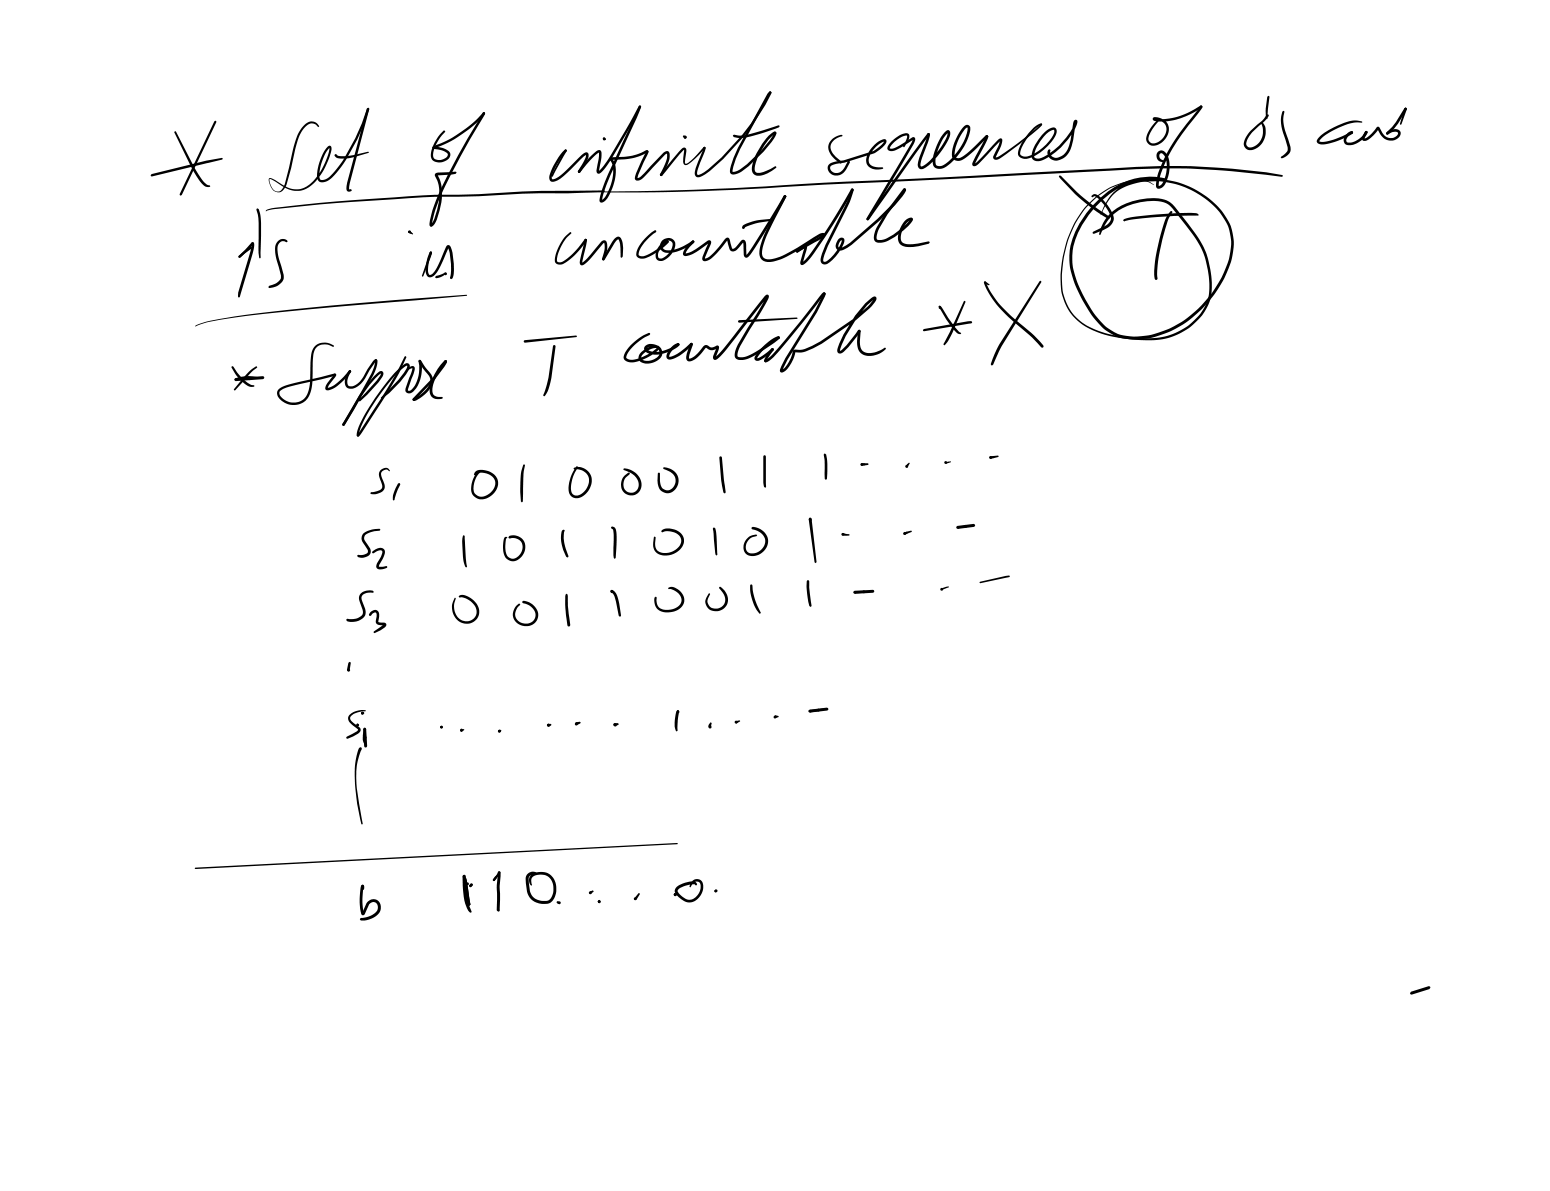 * Set of infinite sequences of 0's and
1's is uncountable T
* Suppose T countable * X
s1 0 1 0 0 0 1 1 1 - . - -
s2 1 0 1 1 0 1 0 1 . . -
s3 0 0 1 1 0 0 1 1 - . -
.
si . . . . . . 1 . . . -
b 1 1 0 . . . 0 .